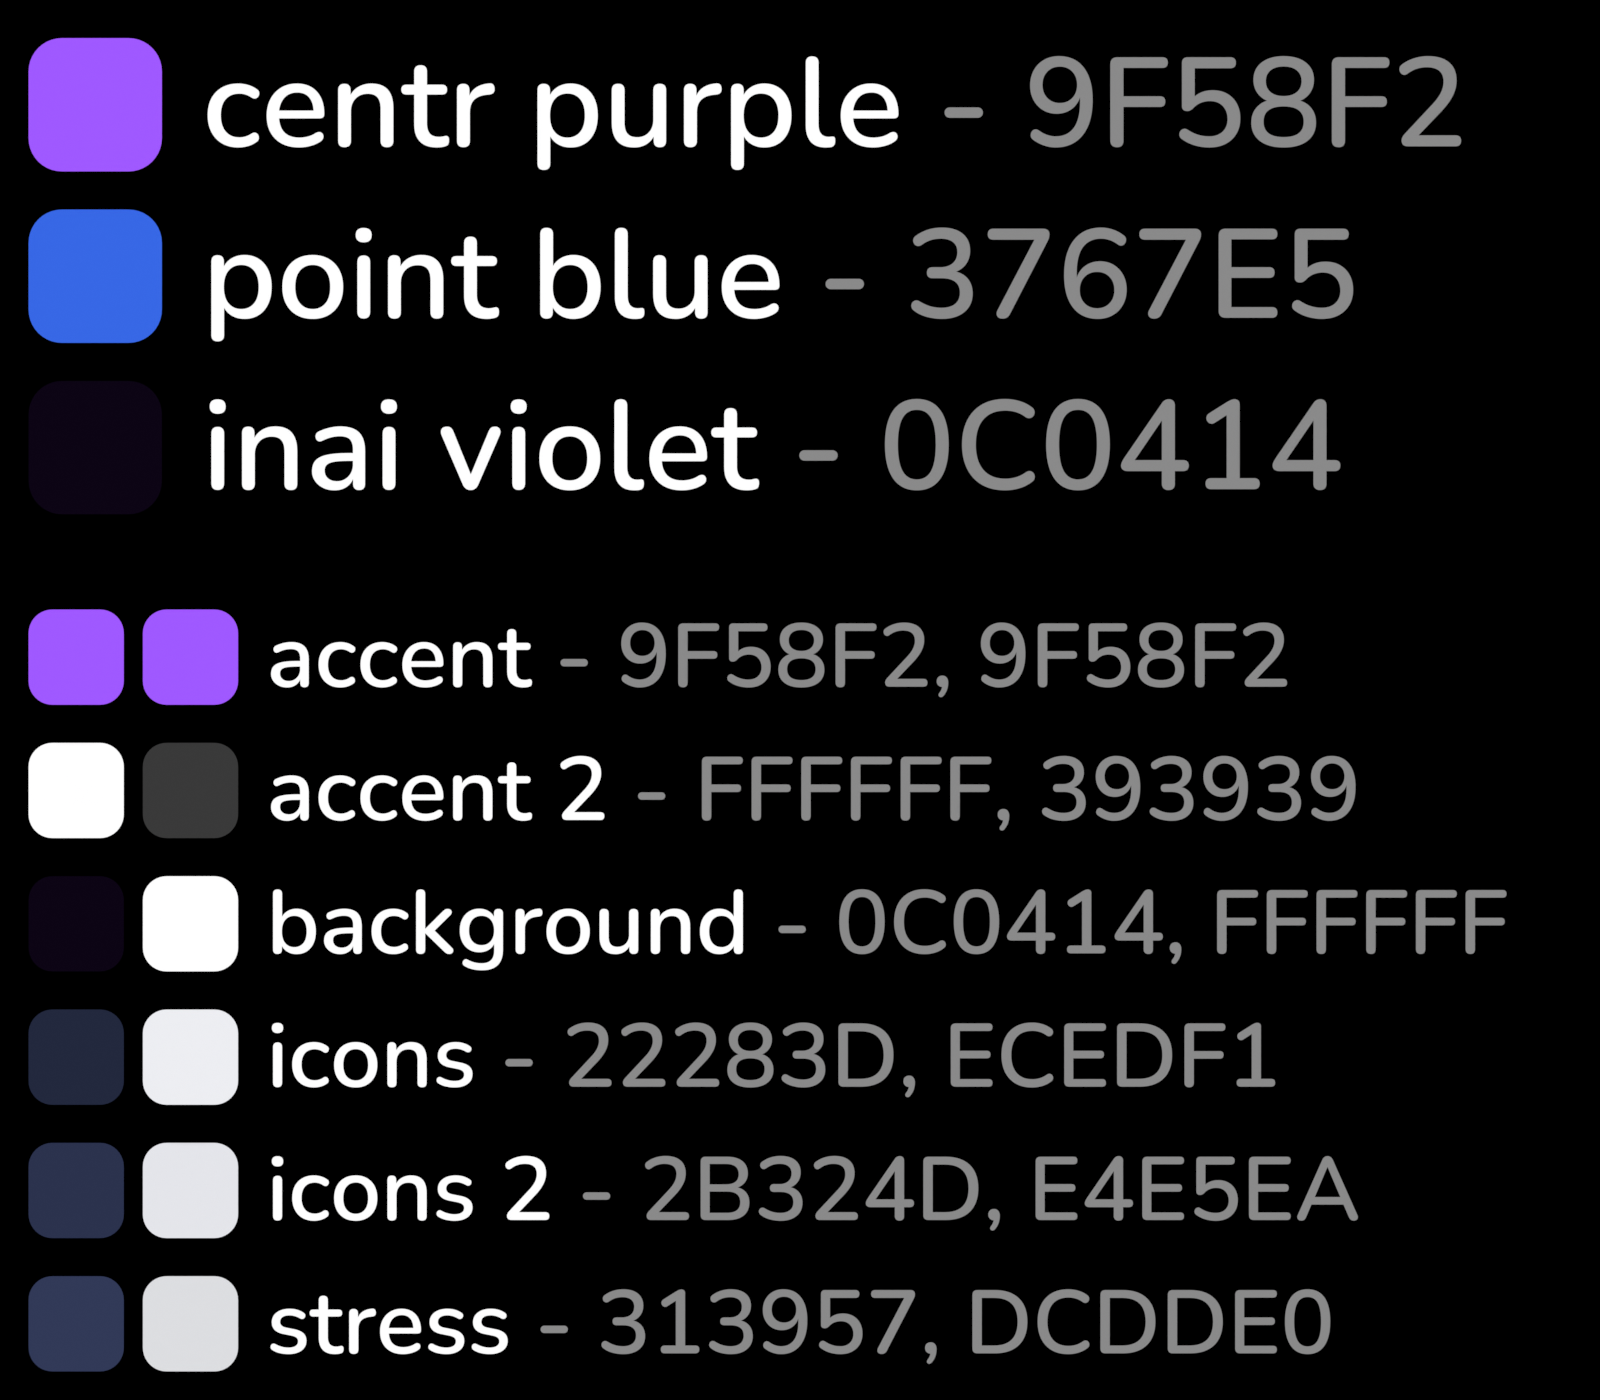 centr purple - 9F58F2
point blue - 3767E5
inai violet - 0C0414
accent - 9F58F2, 9F58F2
accent 2 - FFFFFF, 393939
background - 0C0414, FFFFFF
icons - 22283D, ECEDF1
icons 2 - 2B324D, E4E5EA
stress - 313957, DCDDE0